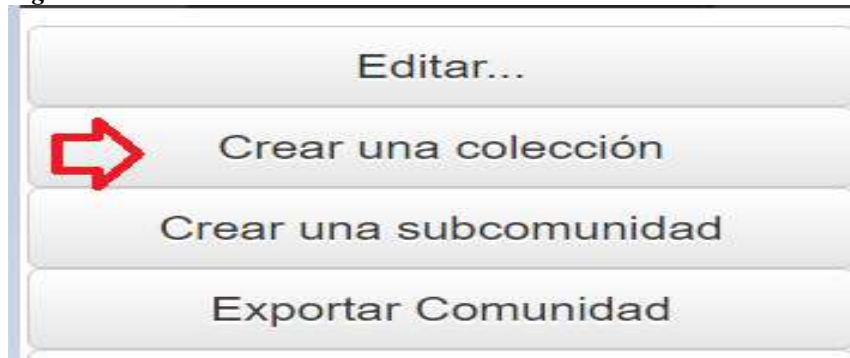 Editar...
Crear una colección
Crear una subcomunidad
Exportar Comunidad